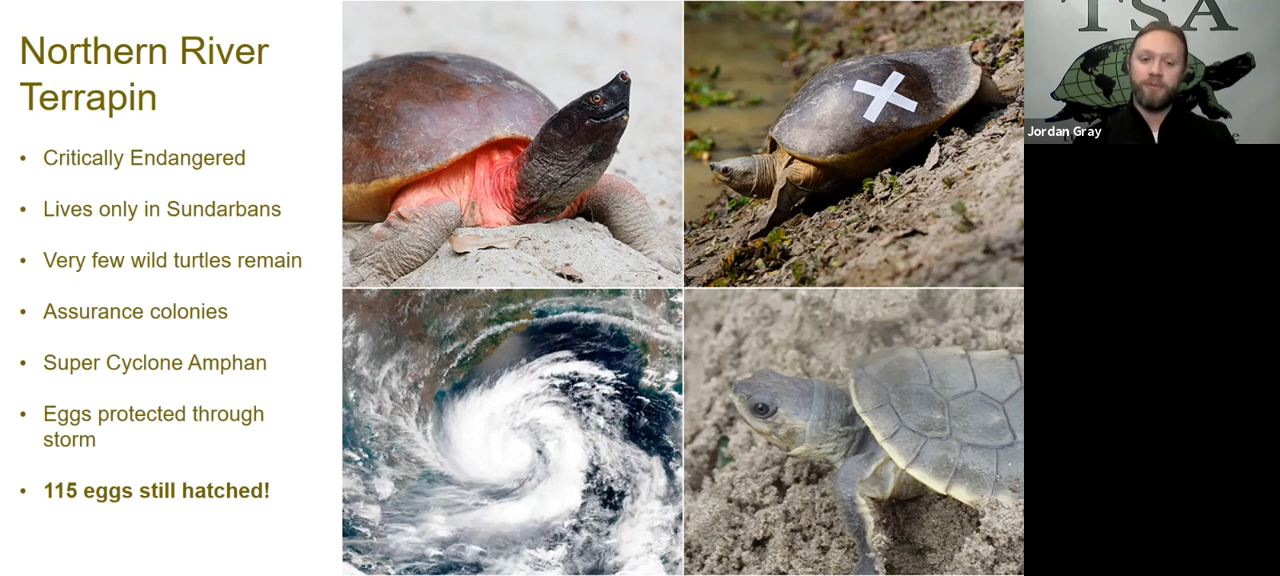 Northern River
Terrapin
• Critically Endangered
• Lives only in Sundarbans
• Very few wild turtles remain
• Assurance colonies
• Super Cyclone Amphan
• Eggs protected through
storm
• 115 eggs still hatched!
TSA
Jordan Gray